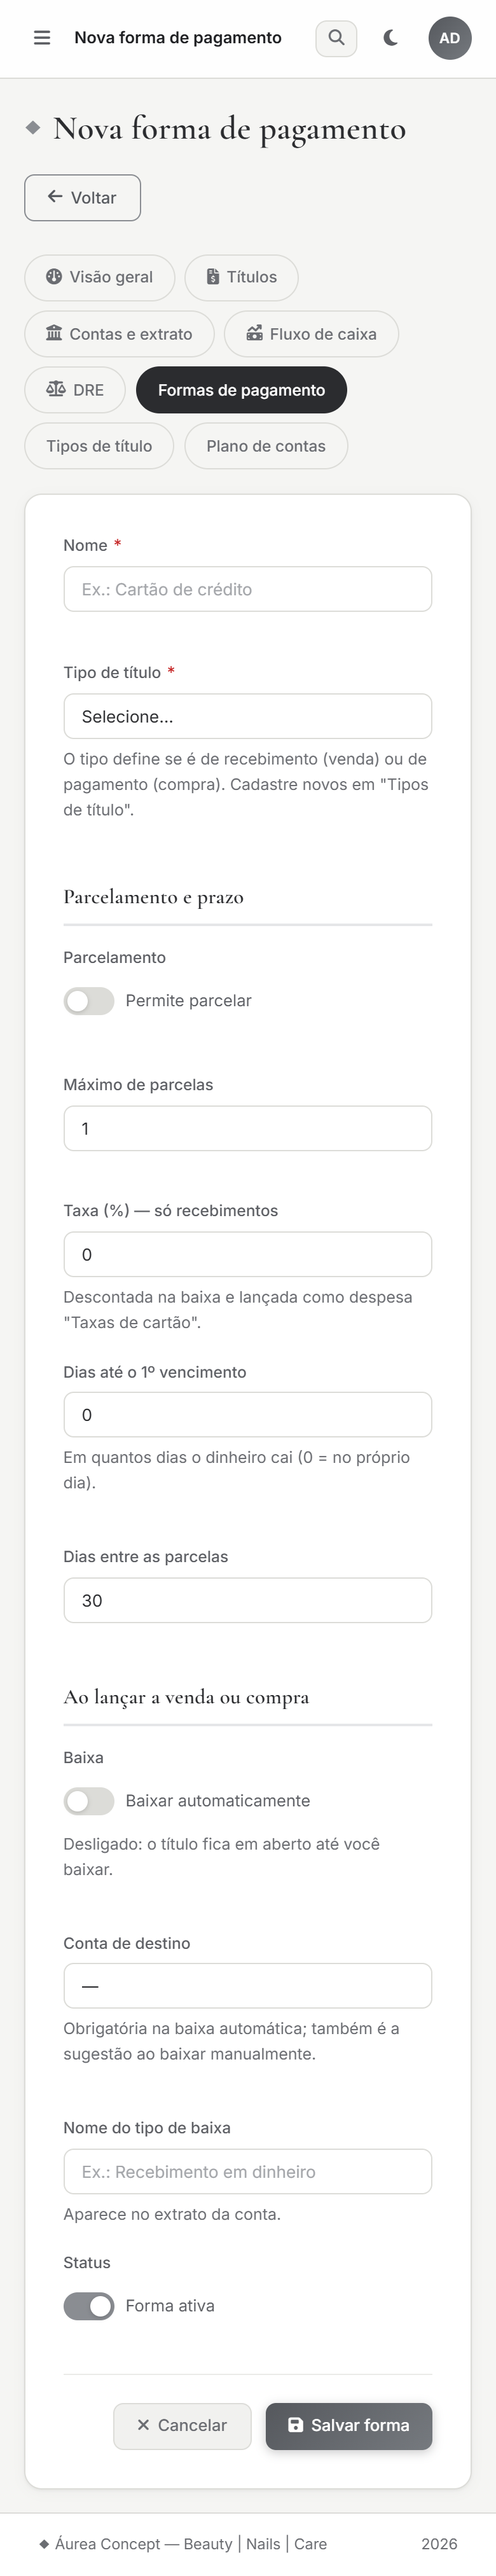 Nova forma de pagamento
AD
Nova forma de pagamento
Voltar
Visão geral
Títulos
Contas e extrato
Fluxo de caixa
DRE
Formas de pagamento
Tipos de título
Plano de contas
Nome *
Ex.: Cartão de crédito
Tipo de título *
Selecione...
O tipo define se é de recebimento (venda) ou de
pagamento (compra). Cadastre novos em "Tipos
de título".
Parcelamento e prazo
Parcelamento
Permite parcelar
Máximo de parcelas
1
Taxa (%) — só recebimentos
0
Descontada na baixa e lançada como despesa
"Taxas de cartão".
Dias até o 1º vencimento
0
Em quantos dias o dinheiro cai (0 = no próprio
dia).
Dias entre as parcelas
30
Ao lançar a venda ou compra
Baixa
Baixar automaticamente
Desligado: o título fica em aberto até você
baixar.
Conta de destino
—
Obrigatória na baixa automática; também é a
sugestão ao baixar manualmente.
Nome do tipo de baixa
Ex.: Recebimento em dinheiro
Aparece no extrato da conta.
Status
Forma ativa
Cancelar
Salvar forma
Áurea Concept — Beauty | Nails | Care
2026